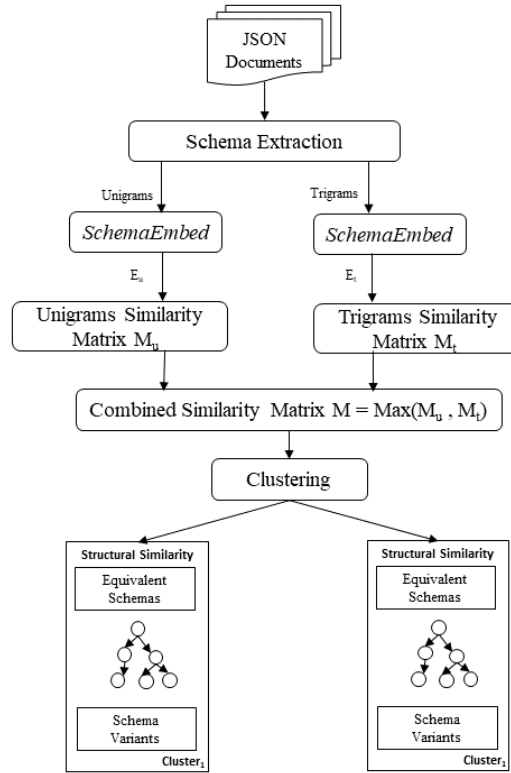 JSON
Documents
Schema Extraction
Unigrams
Trigrams
SchemaEmbed
SchemaEmbed
Eᵤ
Eₜ
Unigrams Similarity
Matrix Mᵤ
Trigrams Similarity
Matrix Mₜ
Combined Similarity Matrix M = Max(Mᵤ , Mₜ)
Clustering
Structural Similarity
Equivalent
Schemas
Schema
Variants
Cluster₁
Structural Similarity
Equivalent
Schemas
Schema
Variants
Cluster₁